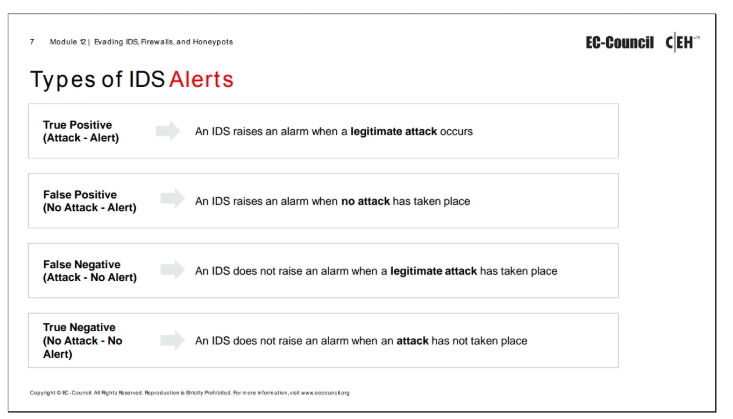 7 Module 12 | Evading IDS, Firewalls, and Honeypots
EC-Council C|EH
Types of IDS Alerts
True Positive
(Attack - Alert)
An IDS raises an alarm when a legitimate attack occurs
False Positive
(No Attack - Alert)
An IDS raises an alarm when no attack has taken place
False Negative
(Attack - No Alert)
An IDS does not raise an alarm when a legitimate attack has taken place
True Negative
(No Attack - No
Alert)
An IDS does not raise an alarm when an attack has not taken place
Copyright © EC- Council. All Rights Reserved. Reproduction is Strictly Prohibited. For more information, visit www.eccouncil.org